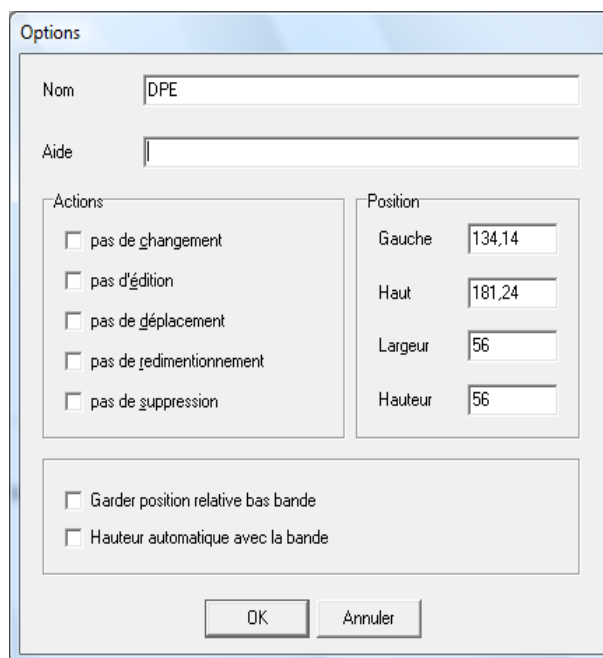 Options
Nom DPE
Aide
Actions
pas de changement
pas d'édition
pas de déplacement
pas de redimentionnement
pas de suppression
Position
Gauche 134,14
Haut 181,24
Largeur 56
Hauteur 56
Garder position relative bas bande
Hauteur automatique avec la bande
OK Annuler